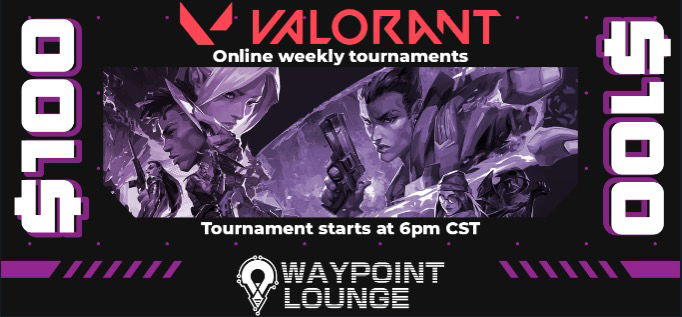 VALORANT
Online weekly tournaments
$100
$100
Tournament starts at 6pm CST
WAYPOINT
LOUNGE